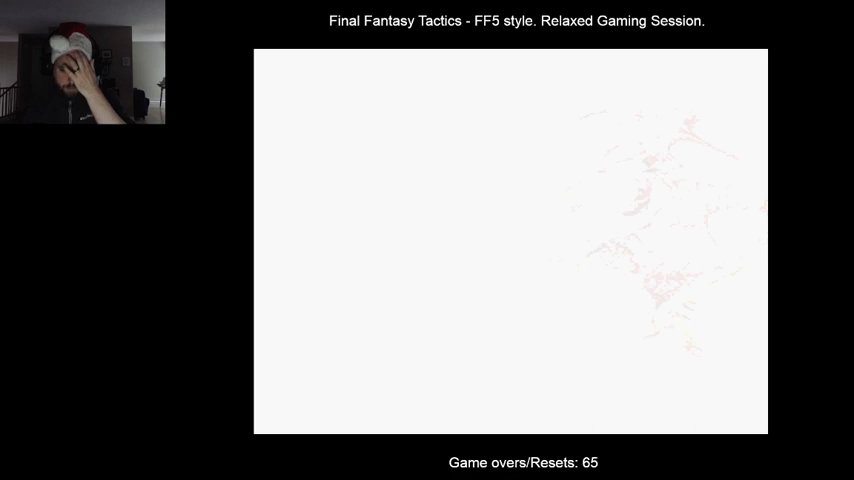 Final Fantasy Tactics - FF5 style. Relaxed Gaming Session.
Game overs/Resets: 65